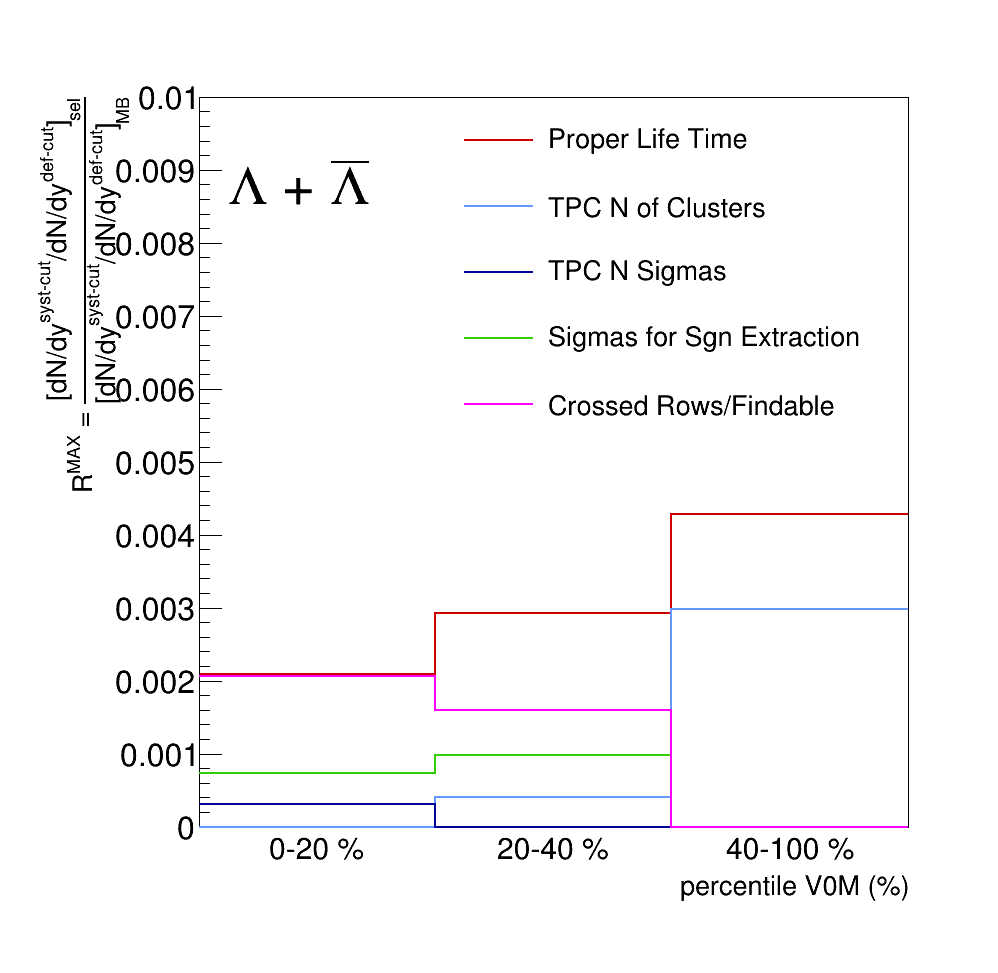 R^MAX = [dN/dy^syst-cut/dN/dy^def-cut]_sel
[dN/dy^syst-cut/dN/dy^def-cut]_MB
0.01
0.009
0.008
0.007
0.006
0.005
0.004
0.003
0.002
0.001
0
Λ + Λ̅
Proper Life Time
TPC N of Clusters
TPC N Sigmas
Sigmas for Sgn Extraction
Crossed Rows/Findable
0-20 %
20-40 %
40-100 %
percentile V0M (%)